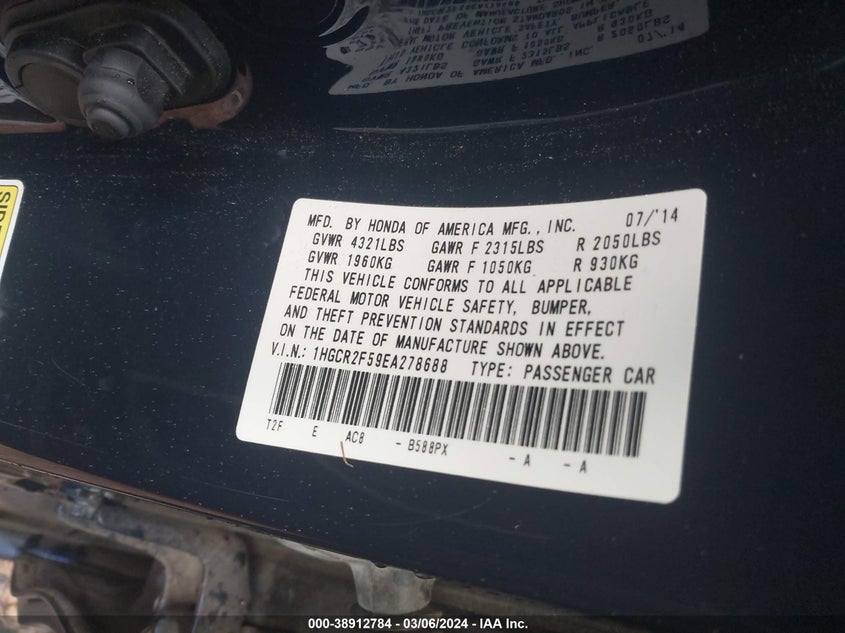 MFD. BY HONDA OF AMERICA MFG., INC. 07/'14
GVWR 4321LBS GAWR F 2315LBS R 2050LBS
GVWR 1960KG GAWR F 1050KG R 930KG
THIS VEHICLE CONFORMS TO ALL APPLICABLE
FEDERAL MOTOR VEHICLE SAFETY, BUMPER,
AND THEFT PREVENTION STANDARDS IN EFFECT
ON THE DATE OF MANUFACTURE SHOWN ABOVE.
V.I.N.: 1HGCR2F59EA278688 TYPE: PASSENGER CAR
T2F E AC8 - B588PX - A - A
000-38912784 — 03/06/2024 — IAA Inc.